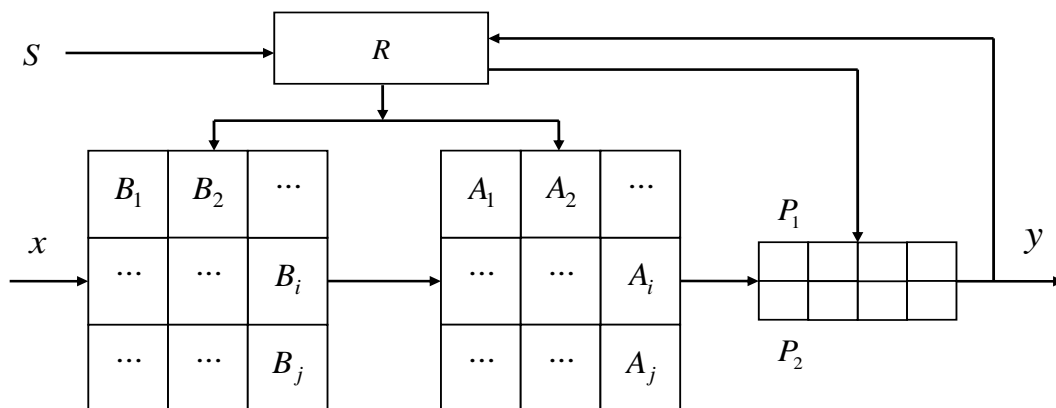 S R
B₁ B₂ ... A₁ A₂ ...
P₁
x ... ... Bᵢ ... ... Aᵢ y
... ... Bⱼ ... ... Aⱼ P₂